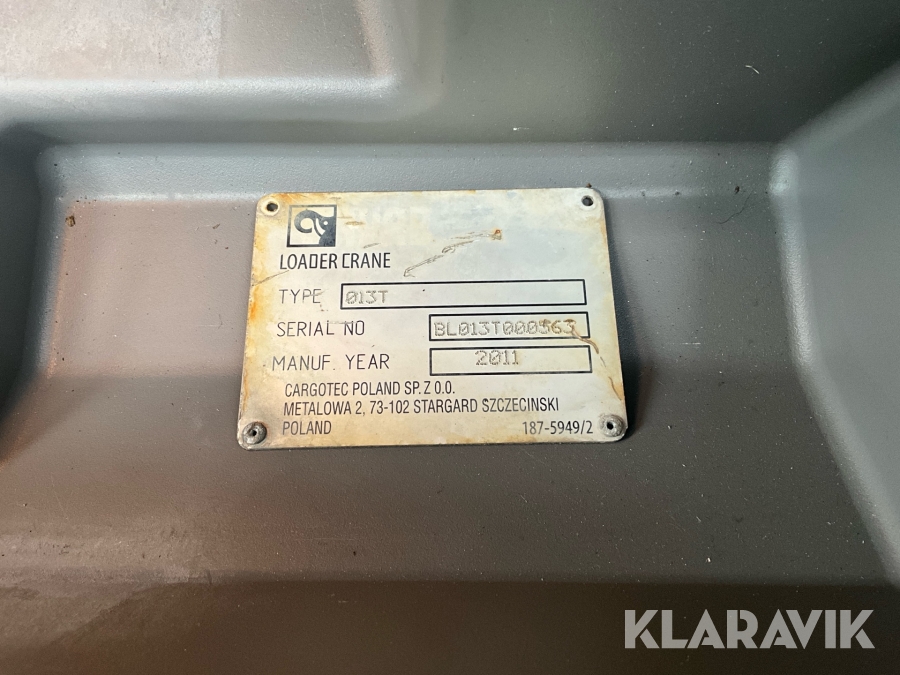 LOADER CRANE
TYPE 013T
SERIAL NO BL013T000563
MANUF. YEAR 2011
CARGOTEC POLAND SP. Z O.O.
METALOWA 2, 73-102 STARGARD SZCZECINSKI
POLAND 187-5949/2
KLARAVIK